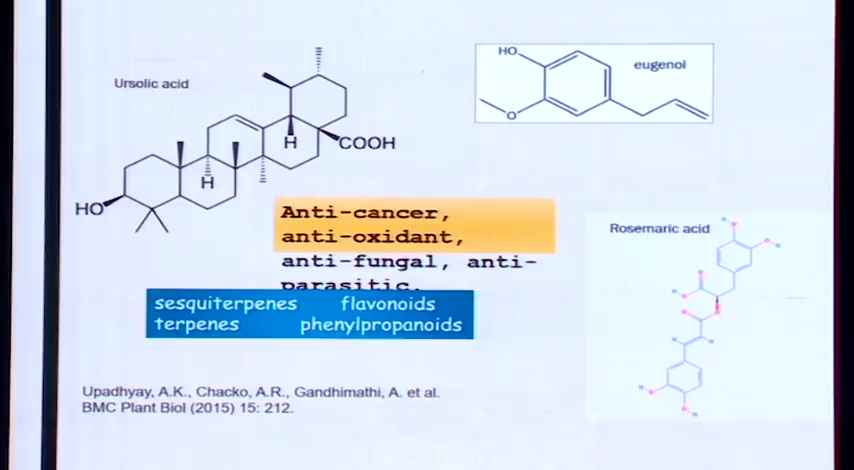 Ursolic acid
HO
H
H
COOH
HO
eugenol
O
Anti-cancer,
anti-oxidant,
anti-fungal, anti-
parasitic.
Rosemaric acid
sesquiterpenes flavonoids
terpenes phenylpropanoids
Upadhyay, A.K., Chacko, A.R., Gandhimathi, A. et al.
BMC Plant Biol (2015) 15: 212.